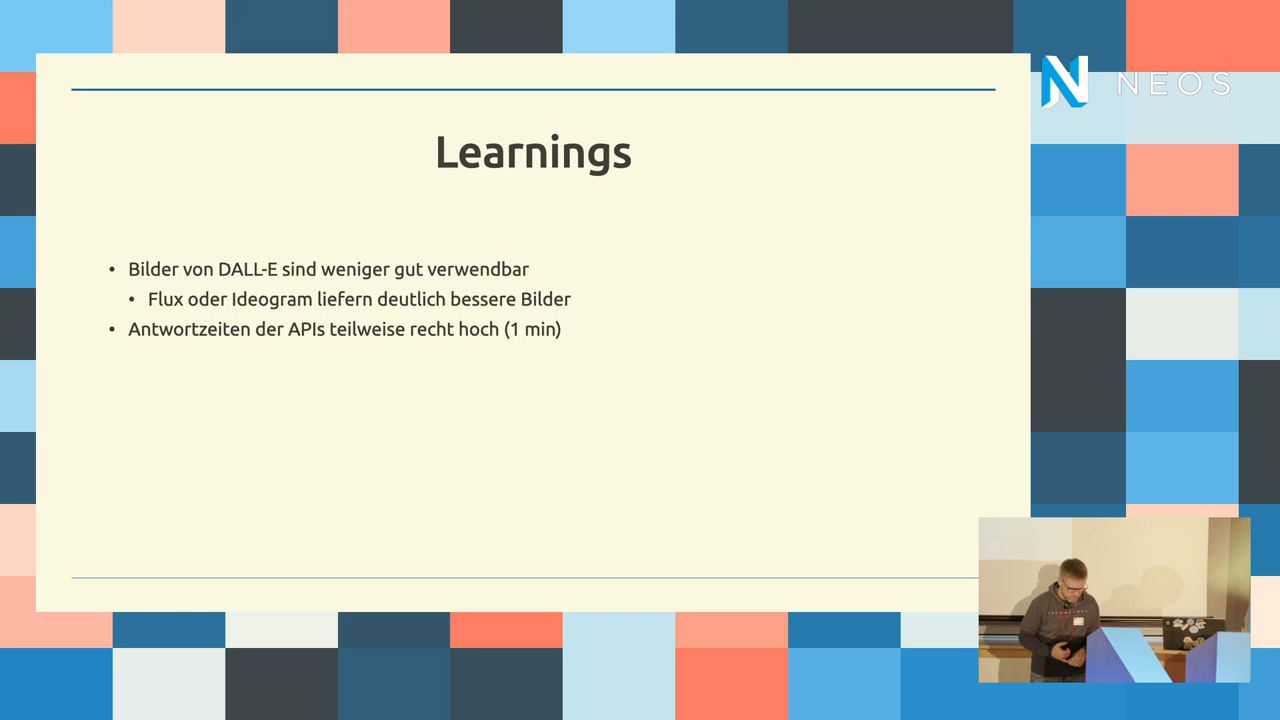 NEOS
Learnings
• Bilder von DALL-E sind weniger gut verwendbar
• Flux oder Ideogram liefern deutlich bessere Bilder
• Antwortzeiten der APIs teilweise recht hoch (1 min)